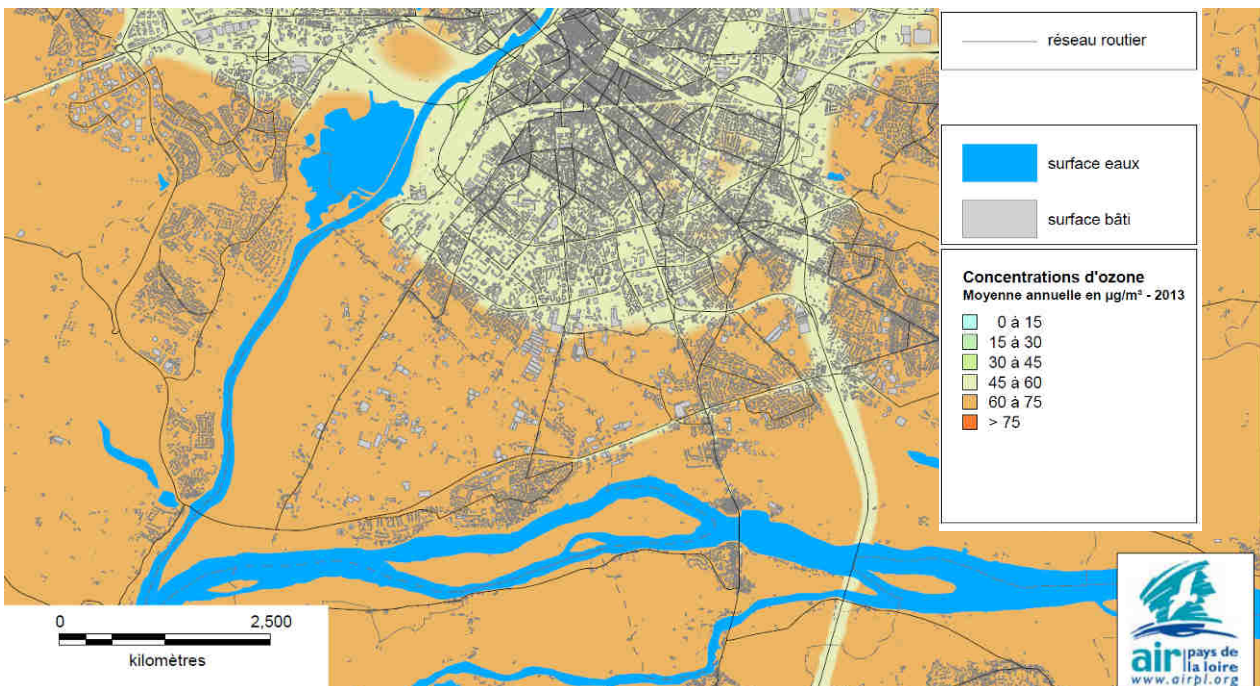 réseau routier
surface eaux
surface bâti
Concentrations d'ozone
Moyenne annuelle en µg/m³ - 2013
0 à 15
15 à 30
30 à 45
45 à 60
60 à 75
> 75
0 2,500
kilomètres
air pays de
la loire
www.airpl.org